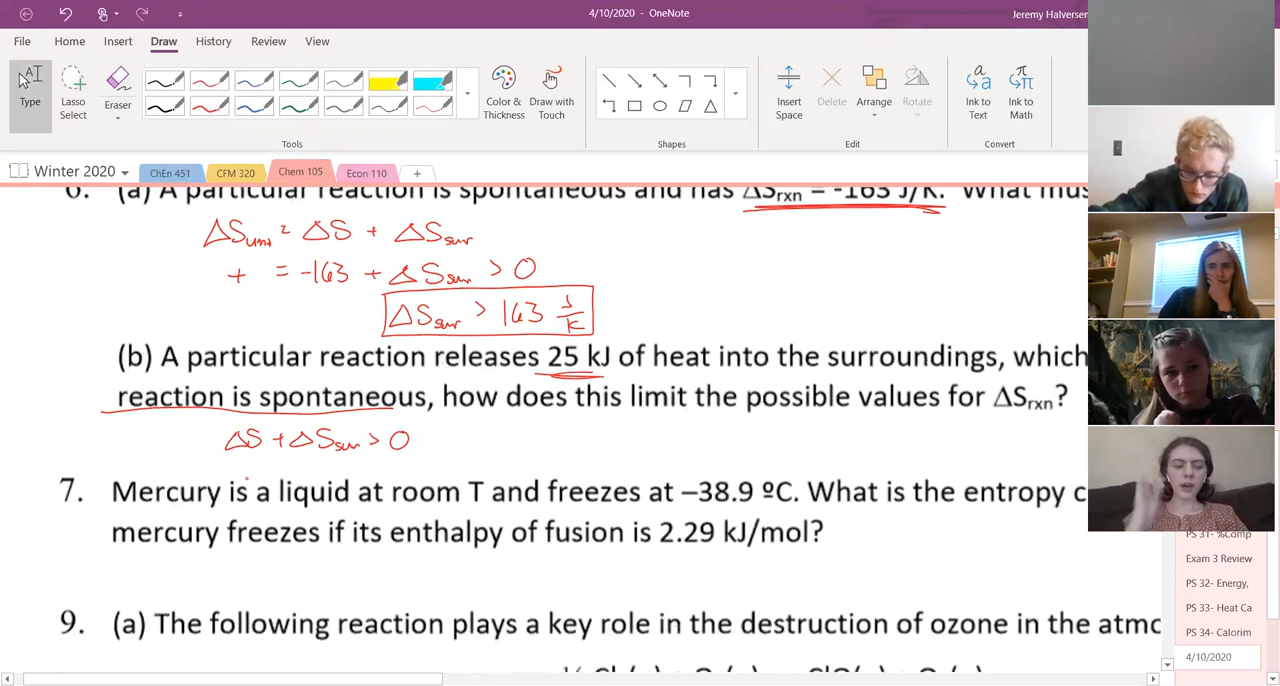 4/10/2020 - OneNote
Jeremy Halversen
File Home Insert Draw History Review View
Type
Lasso Select
Eraser
Color & Thickness
Draw with Touch
Insert Space
Delete
Arrange
Rotate
Ink to Text
Ink to Math
Tools
Shapes
Edit
Convert
Winter 2020 ChEn 451 CFM 320 Chem 105 Econ 110 +
6. (a) A particular reaction is spontaneous and has ΔSrxn = -163 J/K. What mus
ΔSuni = ΔS + ΔSsur
+ = -163 + ΔSsur > 0
ΔSsur > 163 J/K
(b) A particular reaction releases 25 kJ of heat into the surroundings, which
reaction is spontaneous, how does this limit the possible values for ΔSrxn?
ΔS + ΔSsur > 0
7. Mercury is a liquid at room T and freezes at –38.9 ºC. What is the entropy c
mercury freezes if its enthalpy of fusion is 2.29 kJ/mol?
9. (a) The following reaction plays a key role in the destruction of ozone in the atmo
PS 31- %Comp
Exam 3 Review
PS 32- Energy,
PS 33- Heat Ca
PS 34- Calorim
4/10/2020